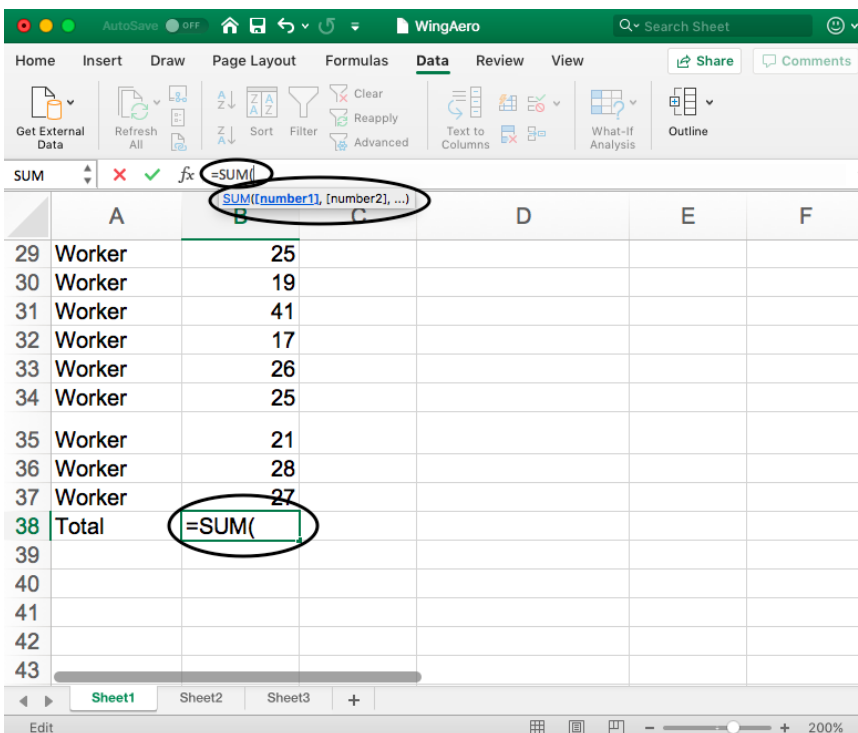 AutoSave OFF WingAero Search Sheet
Home Insert Draw Page Layout Formulas Data Review View Share Comments
Get External Data
Refresh All
Sort
Filter
Clear
Reapply
Advanced
Text to Columns
What-If Analysis
Outline
SUM fx =SUM(
SUM([number1], [number2], ...)
A B C D E F
29 Worker 25
30 Worker 19
31 Worker 41
32 Worker 17
33 Worker 26
34 Worker 25
35 Worker 21
36 Worker 28
37 Worker 27
38 Total =SUM(
39
40
41
42
43
Sheet1 Sheet2 Sheet3 +
Edit - + 200%